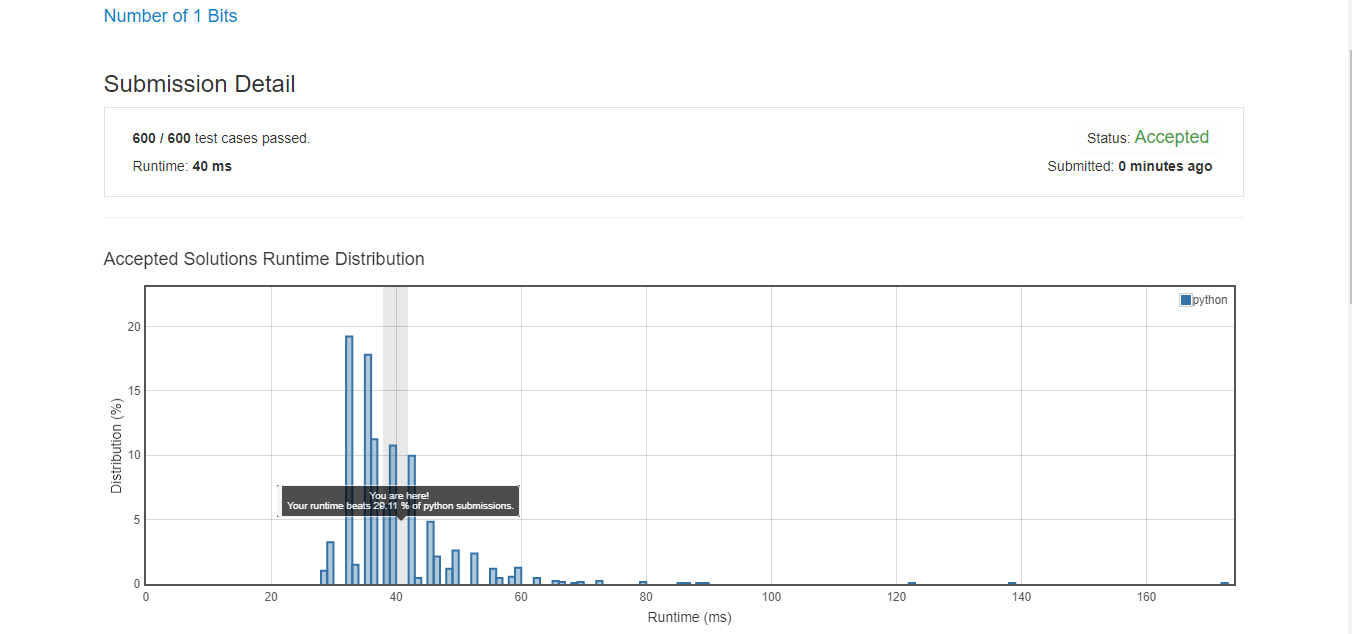 Number of 1 Bits
Submission Detail
600 / 600 test cases passed.
Status: Accepted
Runtime: 40 ms
Submitted: 0 minutes ago
Accepted Solutions Runtime Distribution
python
20
15
10
5
0
Distribution (%)
You are here!
Your runtime beats 29.11 % of python submissions.
0 20 40 60 80 100 120 140 160
Runtime (ms)